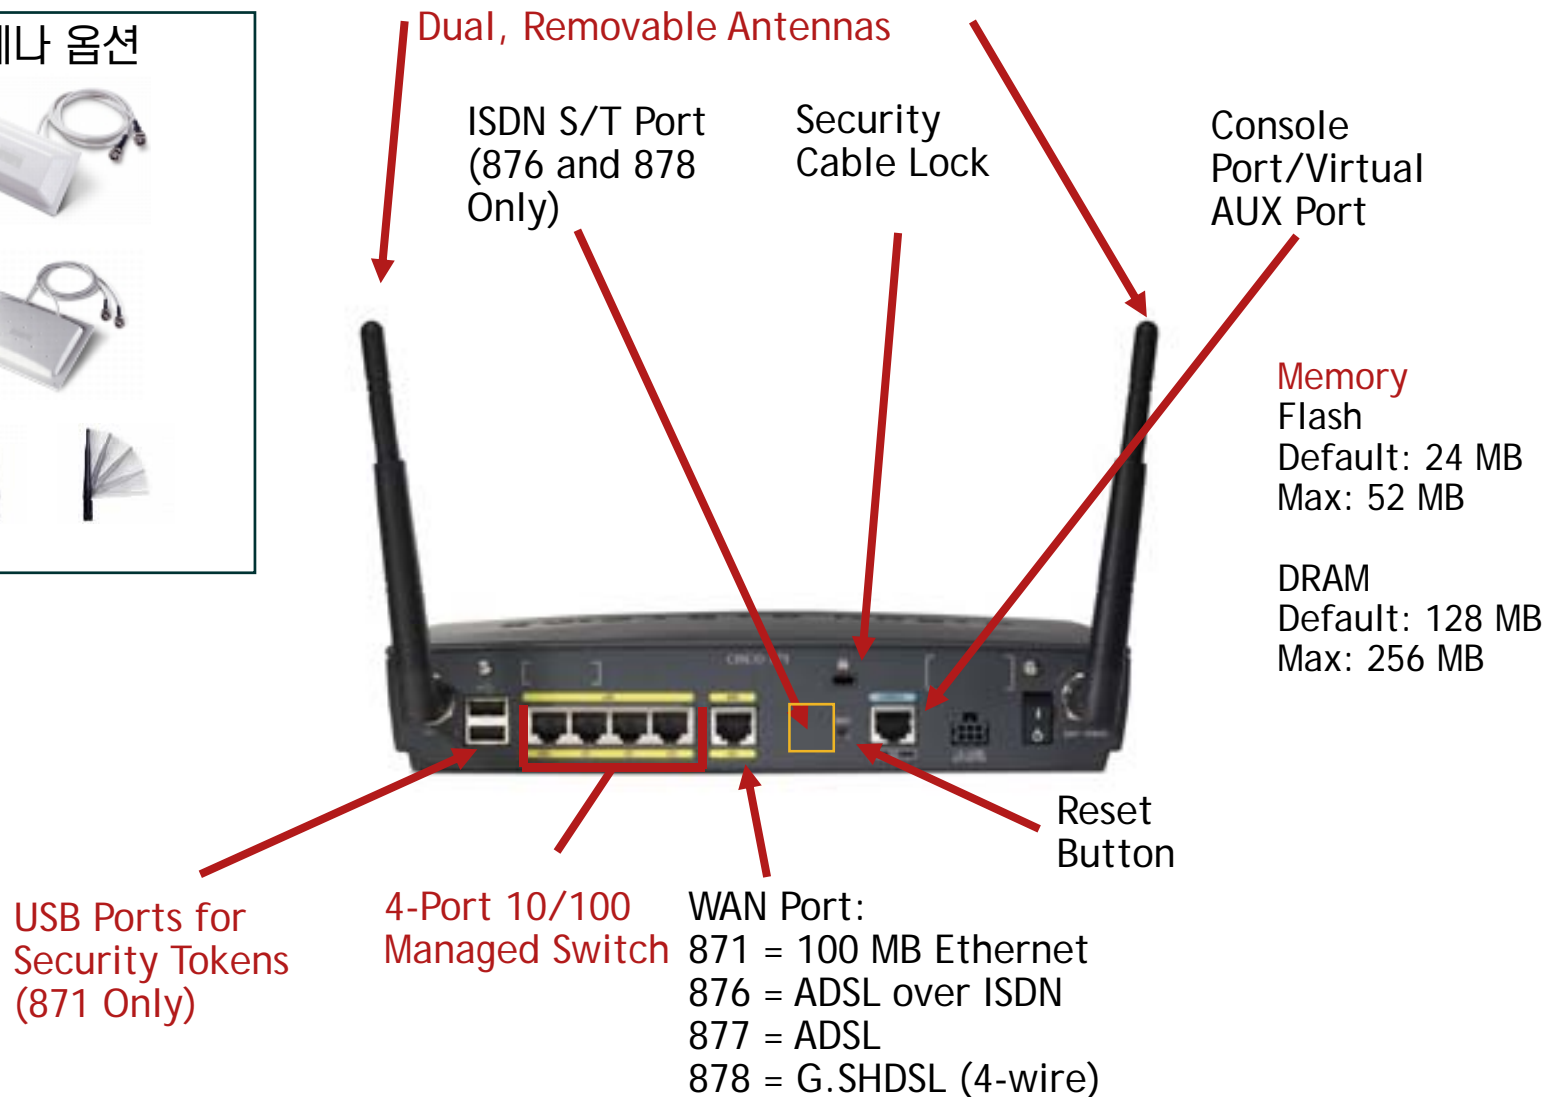 옵션
Dual, Removable Antennas
ISDN S/T Port
(876 and 878
Only)
Security
Cable Lock
Console
Port/Virtual
AUX Port
Memory
Flash
Default: 24 MB
Max: 52 MB
DRAM
Default: 128 MB
Max: 256 MB
CISCO
Reset
Button
USB Ports for
Security Tokens
(871 Only)
4-Port 10/100
Managed Switch
WAN Port:
871 = 100 MB Ethernet
876 = ADSL over ISDN
877 = ADSL
878 = G.SHDSL (4-wire)